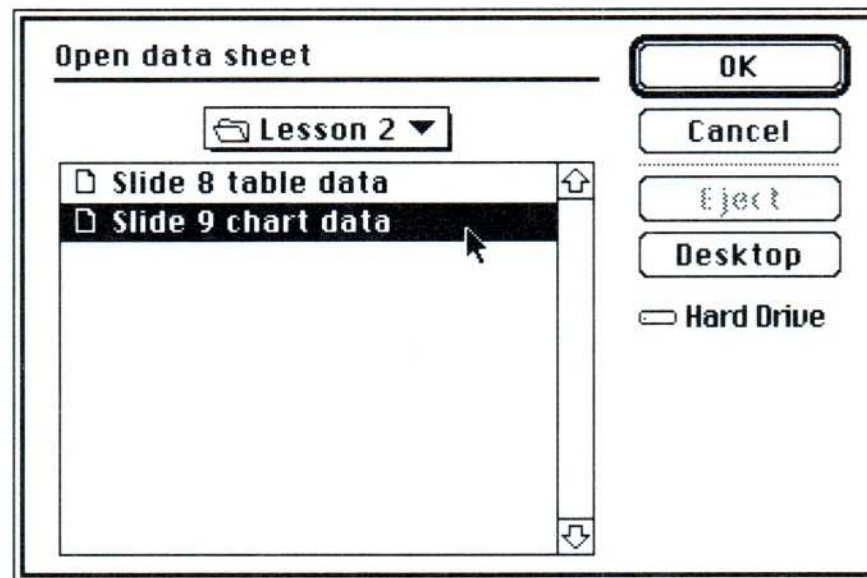 Open data sheet
Lesson 2
Slide 8 table data
Slide 9 chart data
OK
Cancel
Eject
Desktop
Hard Drive